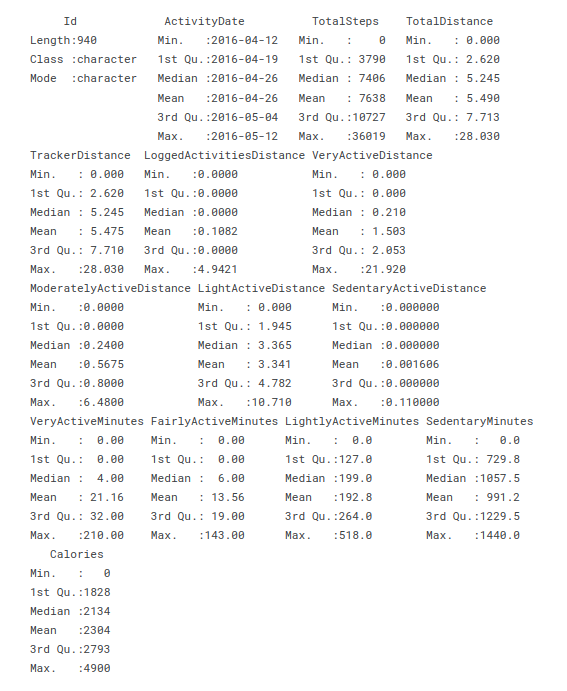 Id ActivityDate TotalSteps TotalDistance
Length:940 Min. :2016-04-12 Min. : 0 Min. : 0.000
Class :character 1st Qu.:2016-04-19 1st Qu.: 3790 1st Qu.: 2.620
Mode :character Median :2016-04-26 Median : 7406 Median : 5.245
Mean :2016-04-26 Mean : 7638 Mean : 5.490
3rd Qu.:2016-05-04 3rd Qu.:10727 3rd Qu.: 7.713
Max. :2016-05-12 Max. :36019 Max. :28.030
TrackerDistance LoggedActivitiesDistance VeryActiveDistance
Min. : 0.000 Min. :0.0000 Min. : 0.000
1st Qu.: 2.620 1st Qu.:0.0000 1st Qu.: 0.000
Median : 5.245 Median :0.0000 Median : 0.210
Mean : 5.475 Mean :0.1082 Mean : 1.503
3rd Qu.: 7.710 3rd Qu.:0.0000 3rd Qu.: 2.053
Max. :28.030 Max. :4.9421 Max. :21.920
ModeratelyActiveDistance LightActiveDistance SedentaryActiveDistance
Min. :0.0000 Min. : 0.000 Min. :0.000000
1st Qu.:0.0000 1st Qu.: 1.945 1st Qu.:0.000000
Median :0.2400 Median : 3.365 Median :0.000000
Mean :0.5675 Mean : 3.341 Mean :0.001606
3rd Qu.:0.8000 3rd Qu.: 4.782 3rd Qu.:0.000000
Max. :6.4800 Max. :10.710 Max. :0.110000
VeryActiveMinutes FairlyActiveMinutes LightlyActiveMinutes SedentaryMinutes
Min. : 0.00 Min. : 0.00 Min. : 0.0 Min. : 0.0
1st Qu.: 0.00 1st Qu.: 0.00 1st Qu.:127.0 1st Qu.: 729.8
Median : 4.00 Median : 6.00 Median :199.0 Median :1057.5
Mean : 21.16 Mean : 13.56 Mean :192.8 Mean : 991.2
3rd Qu.: 32.00 3rd Qu.: 19.00 3rd Qu.:264.0 3rd Qu.:1229.5
Max. :210.00 Max. :143.00 Max. :518.0 Max. :1440.0
Calories
Min. : 0
1st Qu.:1828
Median :2134
Mean :2304
3rd Qu.:2793
Max. :4900